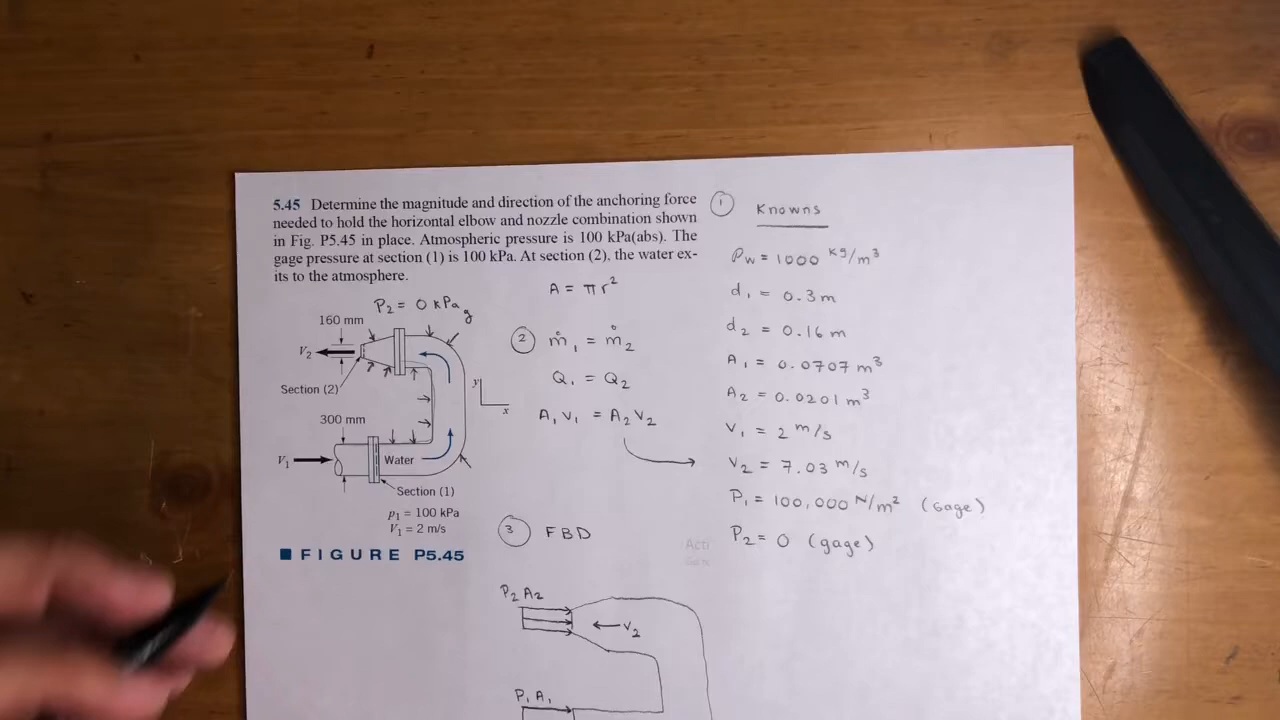 5.45 Determine the magnitude and direction of the anchoring force
needed to hold the horizontal elbow and nozzle combination shown
in Fig. P5.45 in place. Atmospheric pressure is 100 kPa(abs). The
gage pressure at section (1) is 100 kPa. At section (2), the water ex-
its to the atmosphere.
P₂ = 0 kPa g
160 mm
V₂
Section (2)
300 mm
V₁
Water
Section (1)
p₁ = 100 kPa
V₁ = 2 m/s
y
x
■ FIGURE P5.45
A = πr²
② ṁ₁ = ṁ₂
Q₁ = Q₂
A₁V₁ = A₂V₂
③ FBD
P₂A₂
V₂
P₁A₁
① Knowns
ρw = 1000 kg/m³
d₁ = 0.3 m
d₂ = 0.16 m
A₁ = 0.0707 m³
A₂ = 0.0201 m³
V₁ = 2 m/s
V₂ = 7.03 m/s
P₁ = 100,000 N/m² (Gage)
P₂ = 0 (gage)
Acti